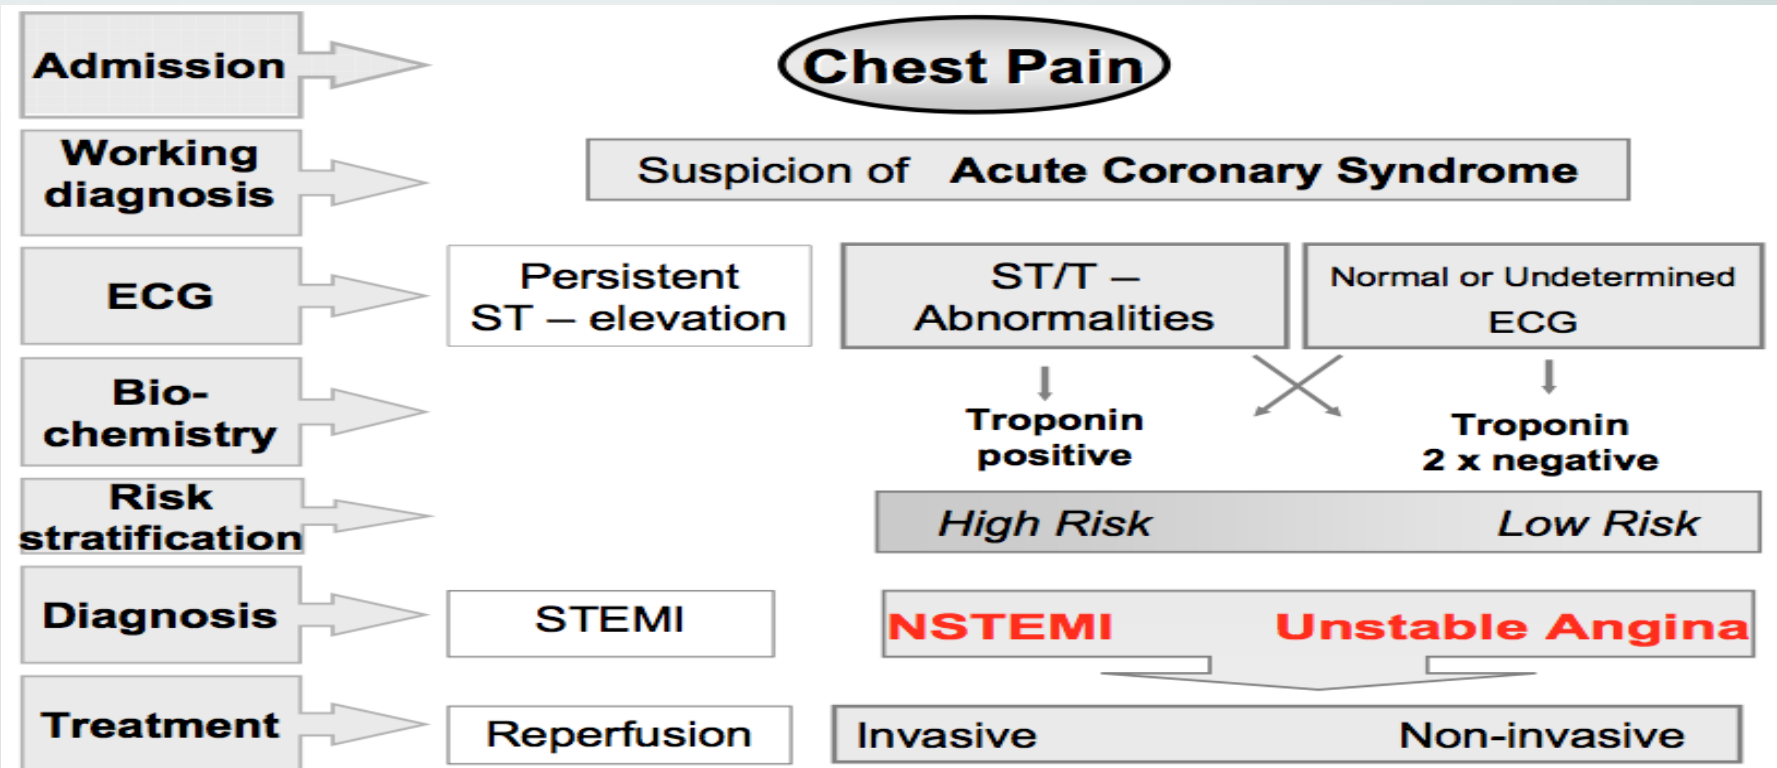 Admission
Chest Pain
Working
diagnosis
Suspicion of Acute Coronary Syndrome
ECG
Persistent
ST – elevation
ST/T –
Abnormalities
Normal or Undetermined
ECG
Bio-
chemistry
Troponin
positive
Troponin
2 x negative
Risk
stratification
High Risk
Low Risk
Diagnosis
STEMI
NSTEMI
Unstable Angina
Treatment
Reperfusion
Invasive
Non-invasive